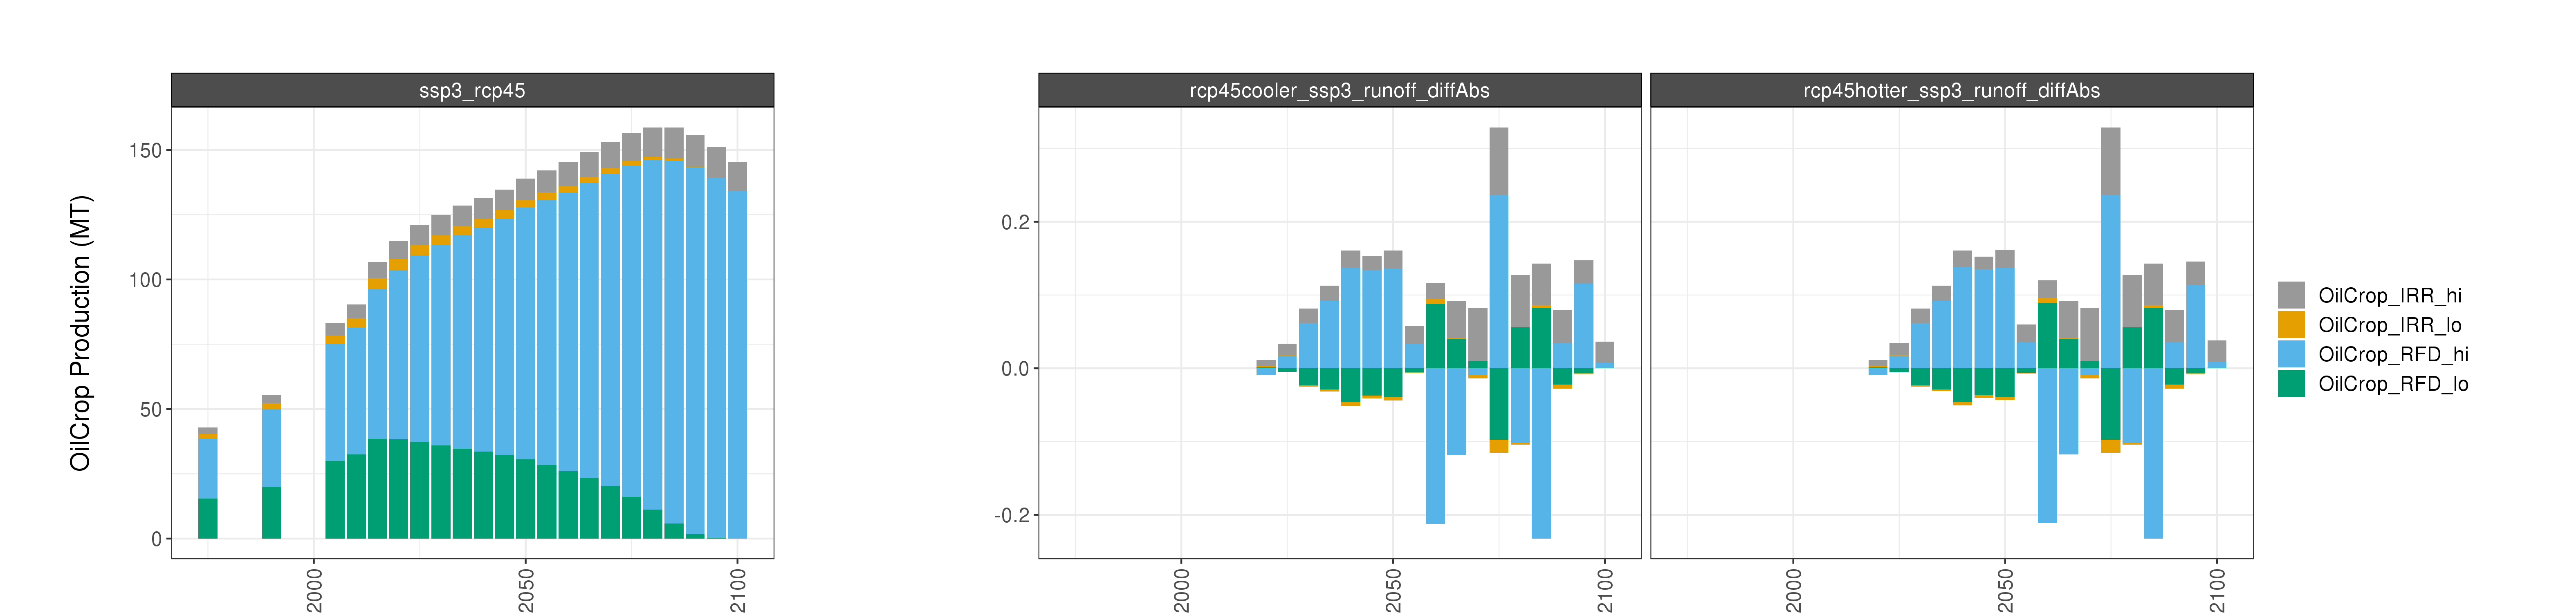 ssp3_rcp45
rcp45cooler_ssp3_runoff_diffAbs
rcp45hotter_ssp3_runoff_diffAbs
OilCrop Production (MT)
150
100
50
0
0.2
0.0
-0.2
2000
2050
2100
2000
2050
2100
2000
2050
2100
OilCrop_IRR_hi
OilCrop_IRR_lo
OilCrop_RFD_hi
OilCrop_RFD_lo